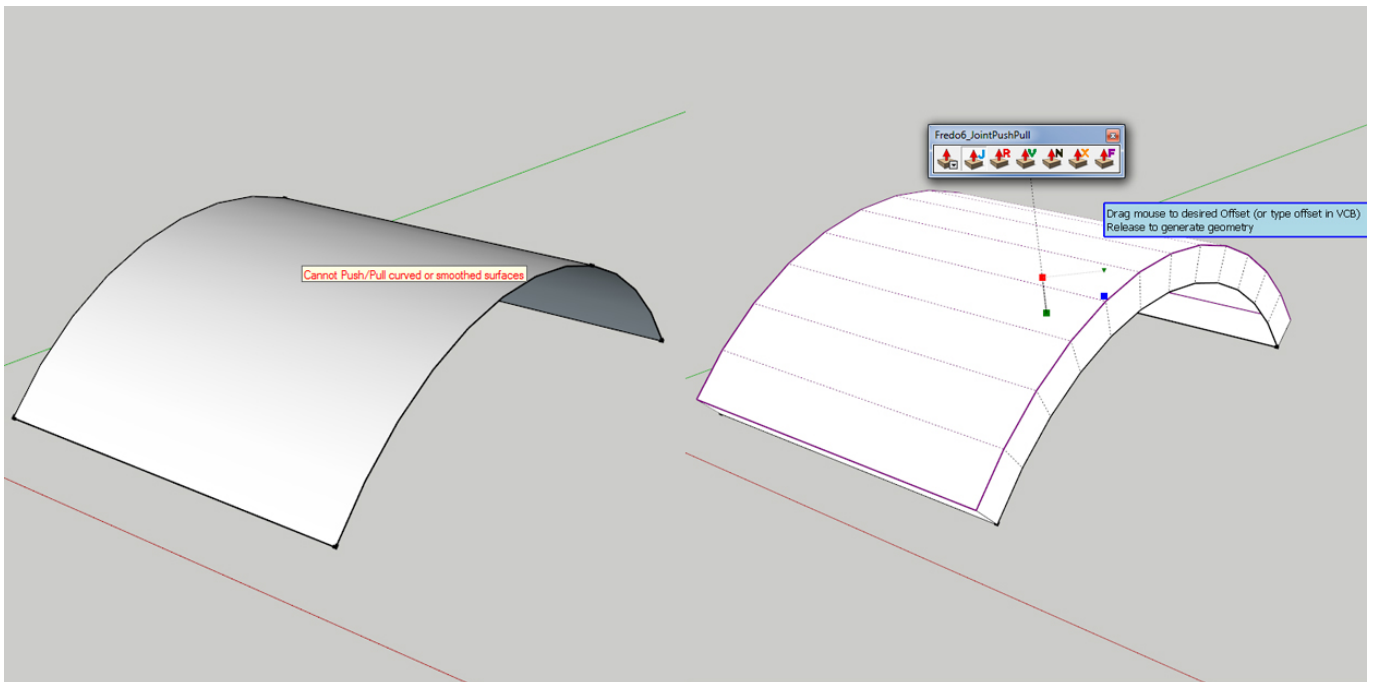 Cannot Push/Pull curved or smoothed surfaces
Fredo6_JointPushPull
J R V N X F
Drag mouse to desired Offset (or type offset in VCB)
Release to generate geometry